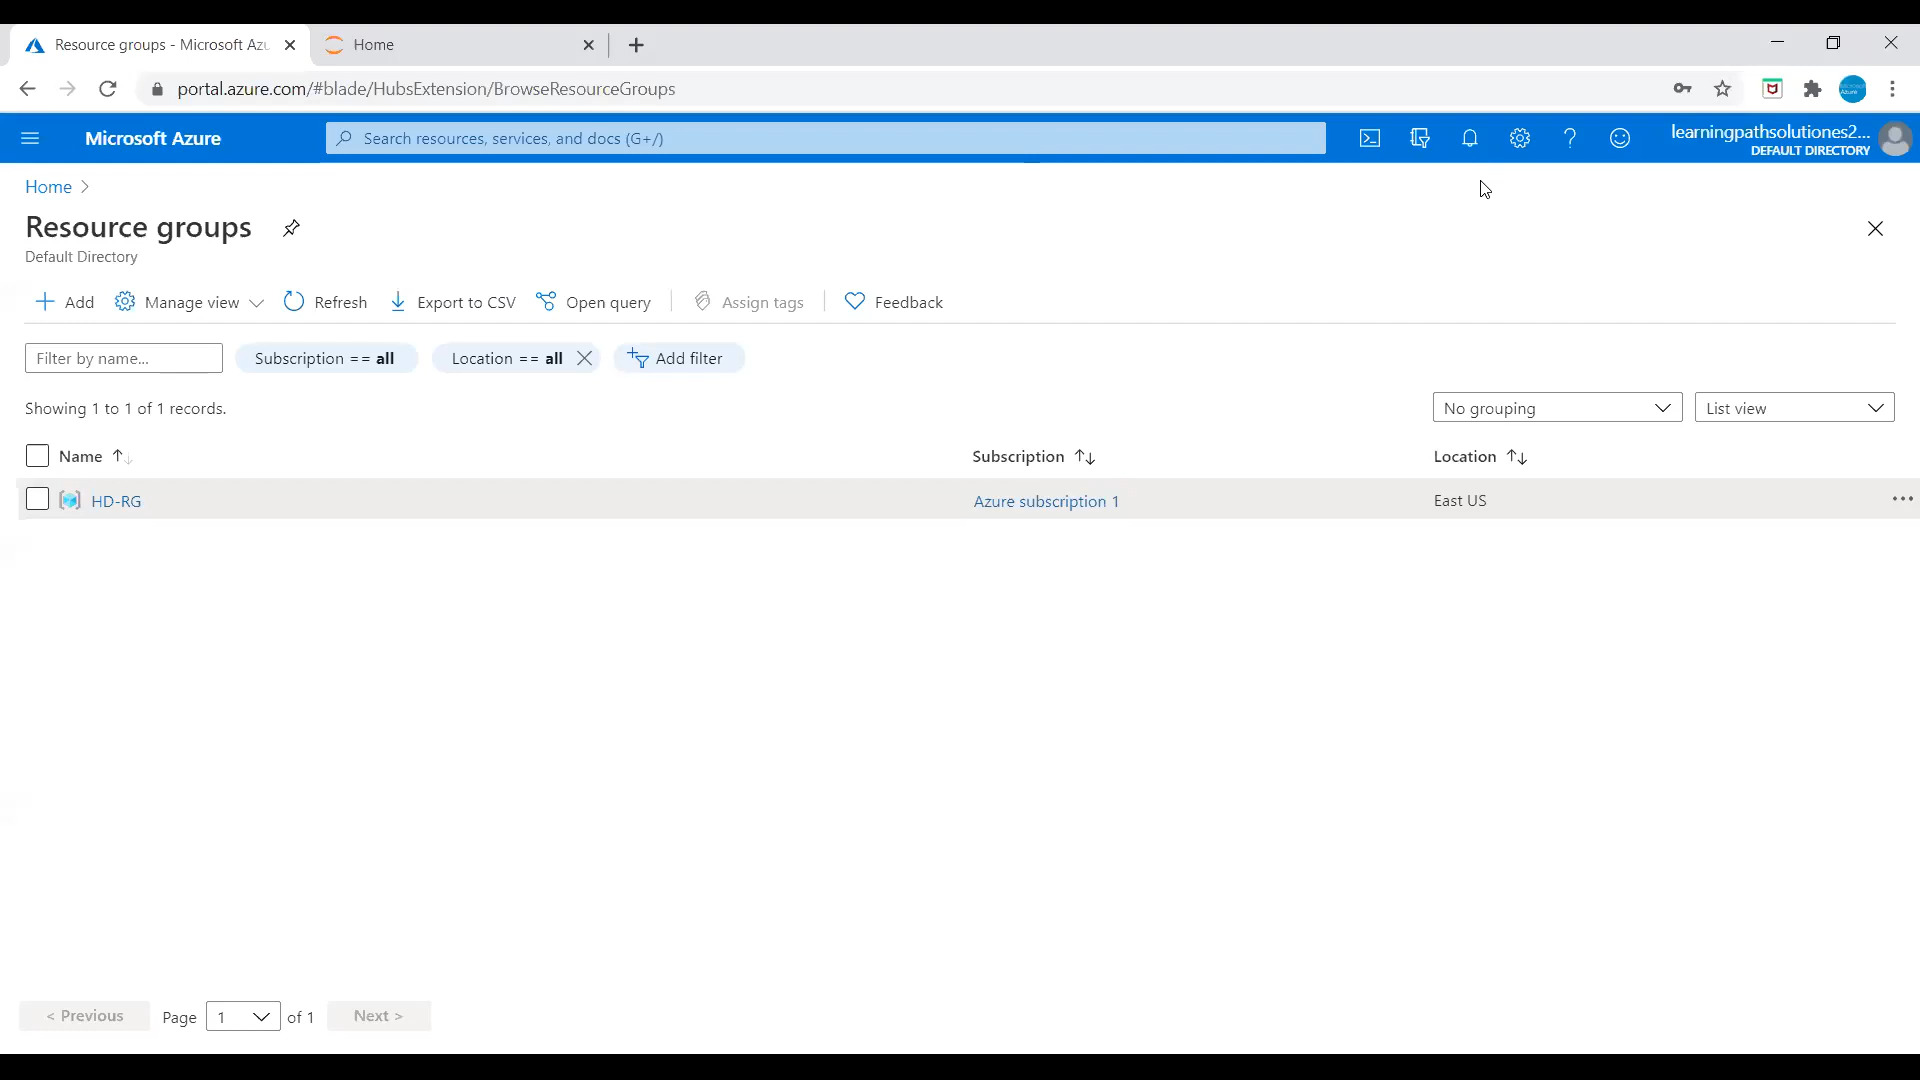 Resource groups - Microsoft Azu
Home
portal.azure.com/#blade/HubsExtension/BrowseResourceGroups
Microsoft Azure
Search resources, services, and docs (G+/)
learningpathsolutiones2...
DEFAULT DIRECTORY
Home
Resource groups
Default Directory
Add
Manage view
Refresh
Export to CSV
Open query
Assign tags
Feedback
Filter by name...
Subscription == all
Location == all
Add filter
Showing 1 to 1 of 1 records.
No grouping
List view
Name
Subscription
Location
HD-RG
Azure subscription 1
East US
< Previous
Page 1 of 1
Next >